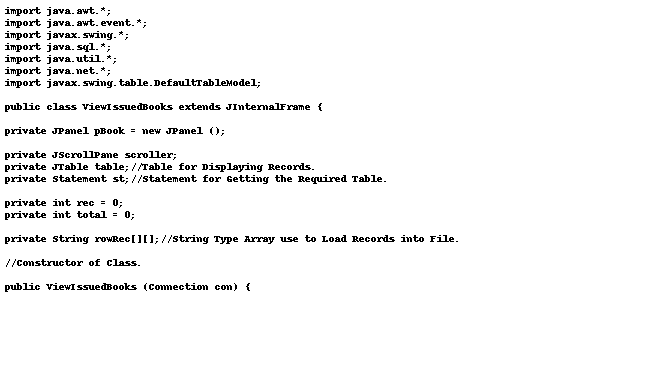 import java.awt.*;
import java.awt.event.*;
import javax.swing.*;
import java.sql.*;
import java.util.*;
import java.net.*;
import javax.swing.table.DefaultTableModel;
public class ViewIssuedBooks extends JInternalFrame {
private JPanel pBook = new JPanel ();
private JScrollPane scroller;
private JTable table;//Table for Displaying Records.
private Statement st;//Statement for Getting the Required Table.
private int rec = 0;
private int total = 0;
private String rowRec[][];//String Type Array use to Load Records into File.
//Constructor of Class.
public ViewIssuedBooks (Connection con) {